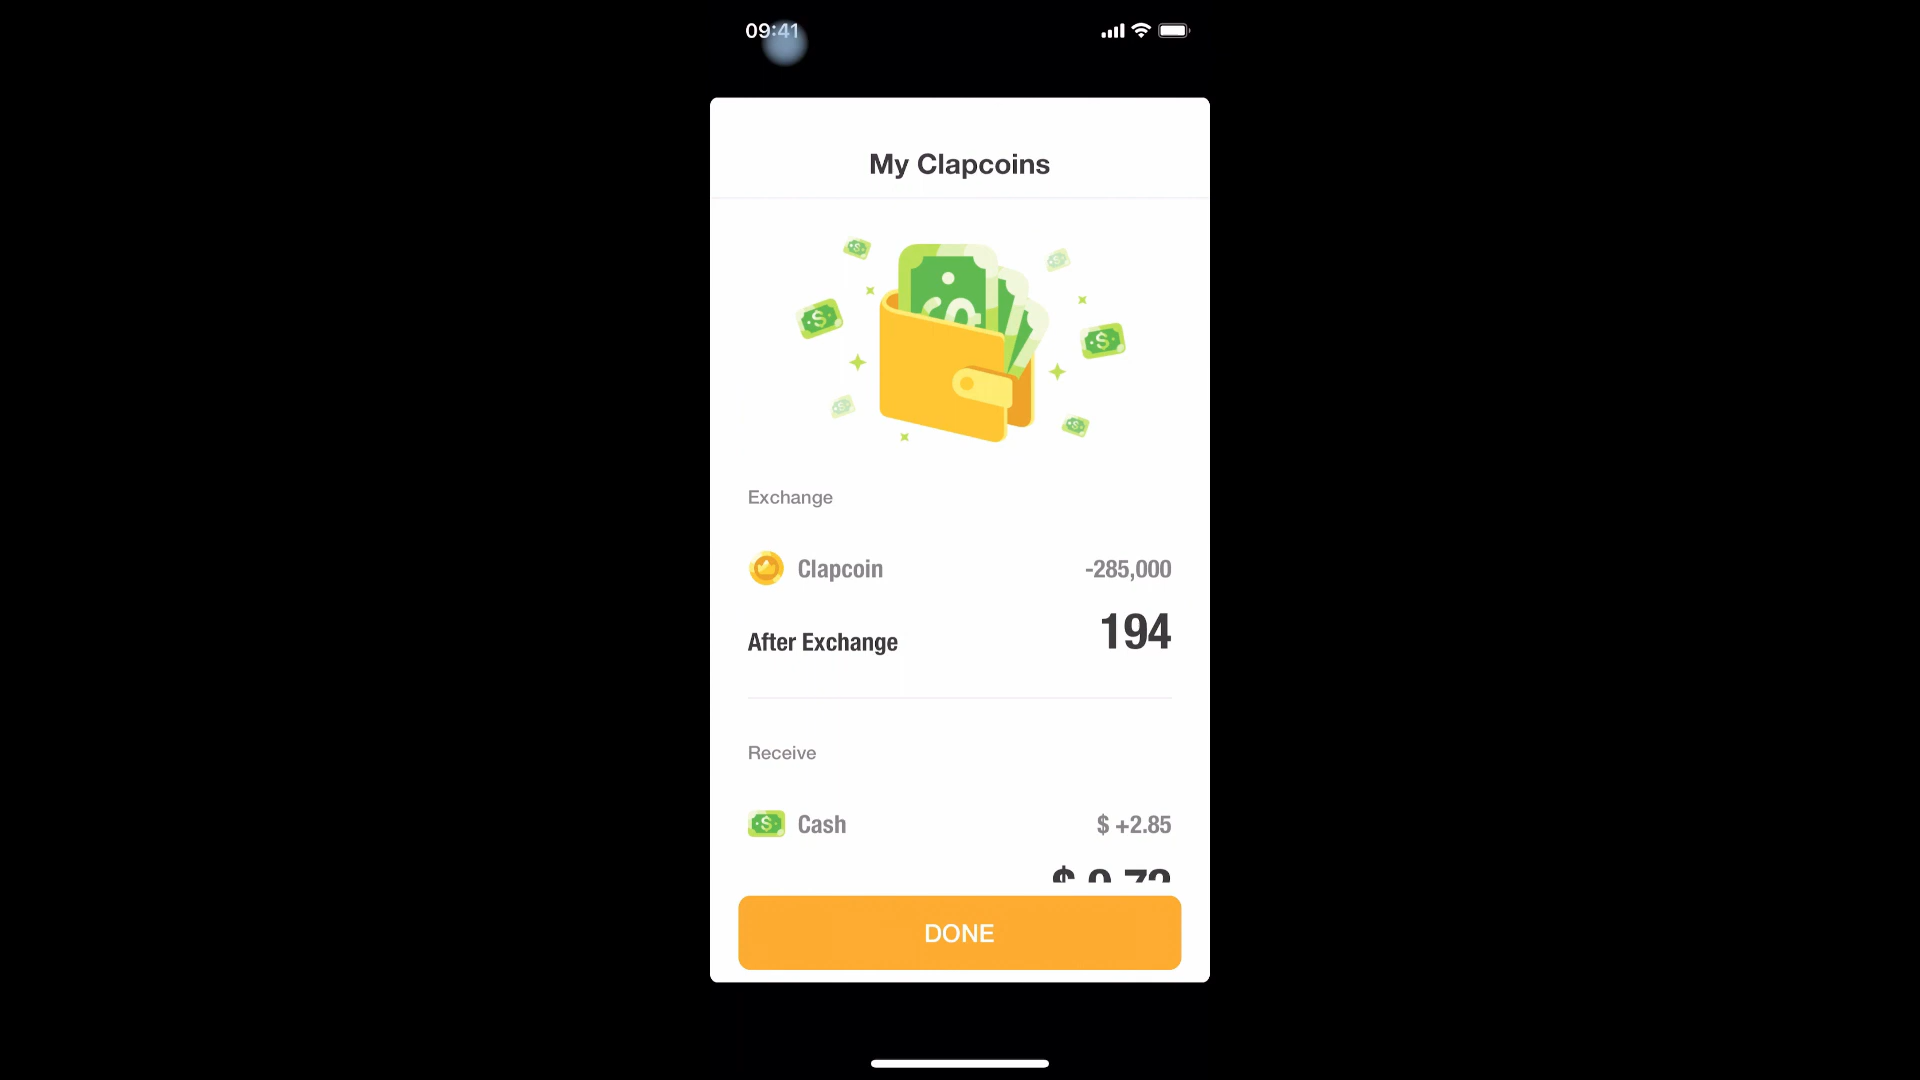 09:41
My Clapcoins
Exchange
Clapcoin -285,000
After Exchange 194
Receive
Cash $ +2.85
DONE